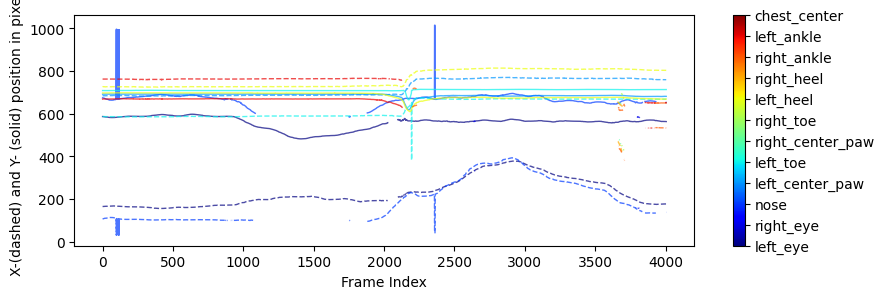 X-(dashed) and Y- (solid) position in pixe
1000
800
600
400
200
0
0 500 1000 1500 2000 2500 3000 3500 4000
Frame Index
chest_center
left_ankle
right_ankle
right_heel
left_heel
right_toe
right_center_paw
left_toe
left_center_paw
nose
right_eye
left_eye